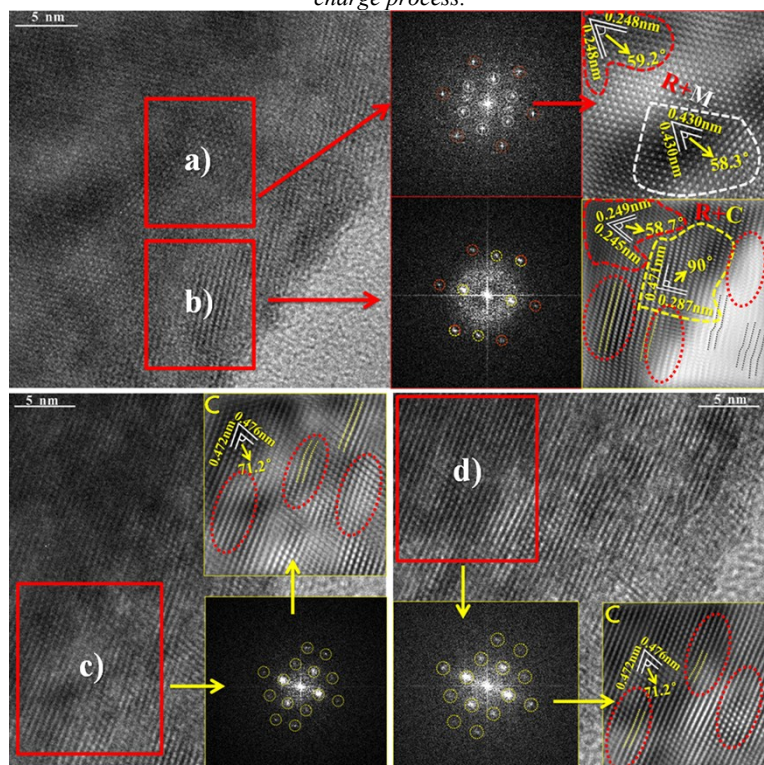 charge process.
5 nm
a)
b)
0.248nm
0.248nm
59.2°
R+M
0.430nm
0.430nm
58.3°
0.249nm
0.245nm
58.7°
R+C
0.471nm
90°
0.287nm
5 nm
c)
C
0.472nm
0.476nm
71.2°
5 nm
d)
C
0.472nm
0.476nm
71.2°